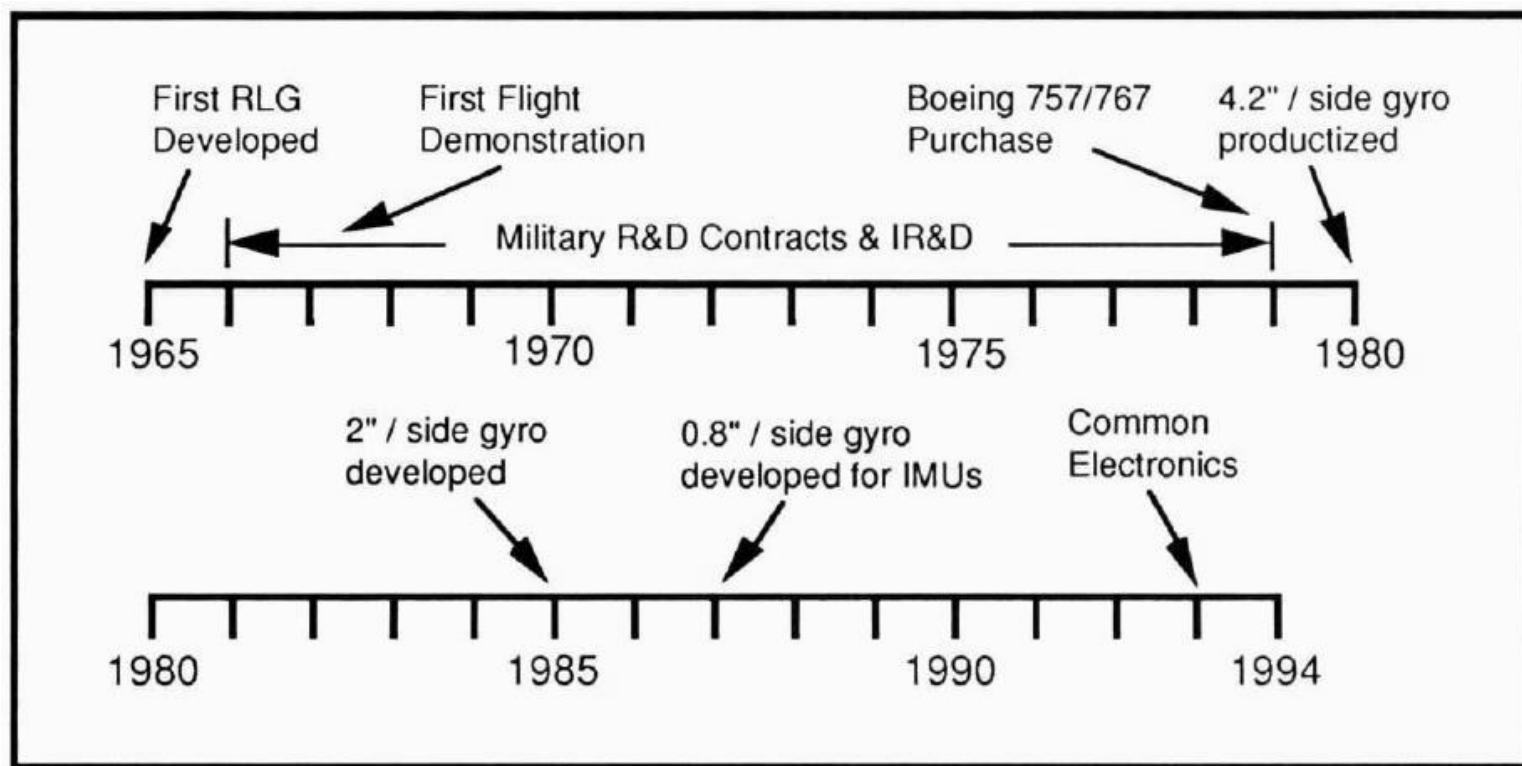 First RLG
Developed
First Flight
Demonstration
Boeing 757/767
Purchase
4.2" / side gyro
productized
Military R&D Contracts & IR&D
1965
1970
1975
1980
2" / side gyro
developed
0.8" / side gyro
developed for IMUs
Common
Electronics
1980
1985
1990
1994